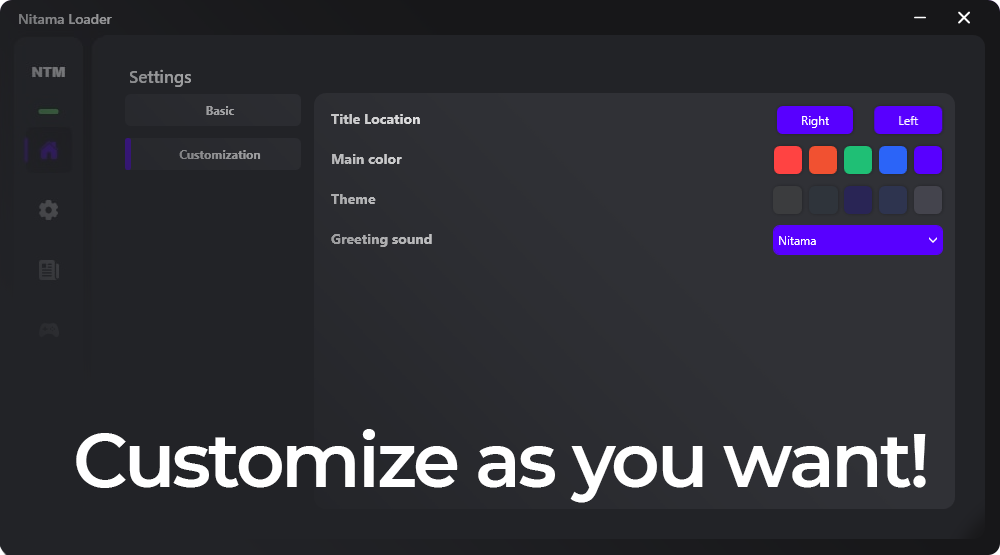 Nitama Loader
NTM
Settings
Basic
Customization
Title Location
Right
Left
Main color
Theme
Greeting sound
Nitama
Customize as you want!